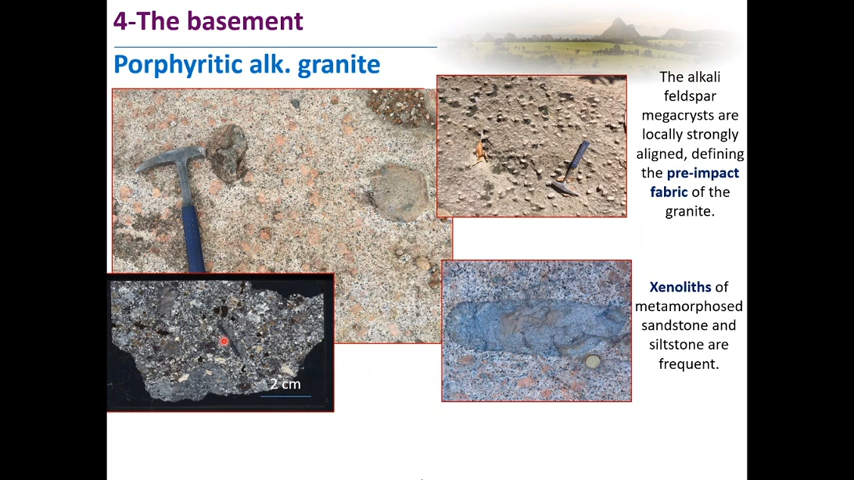 4-The basement
Porphyritic alk. granite
The alkali
feldspar
megacrysts are
locally strongly
aligned, defining
the pre-impact
fabric of the
granite.
Xenoliths of
metamorphosed
sandstone and
siltstone are
frequent.
2 cm